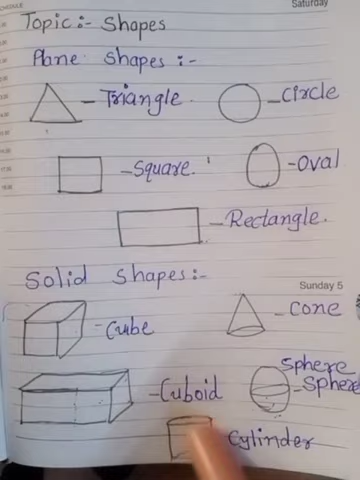 SCHEDULE
Saturday
Topic:- Shapes
Plane Shapes :-
- Triangle.
- Circle
- Square.
- Oval
- Rectangle.
Solid Shapes:-
Sunday 5
- Cube
- Cone
Sphere
- Cuboid
- Sphere
Cylinder